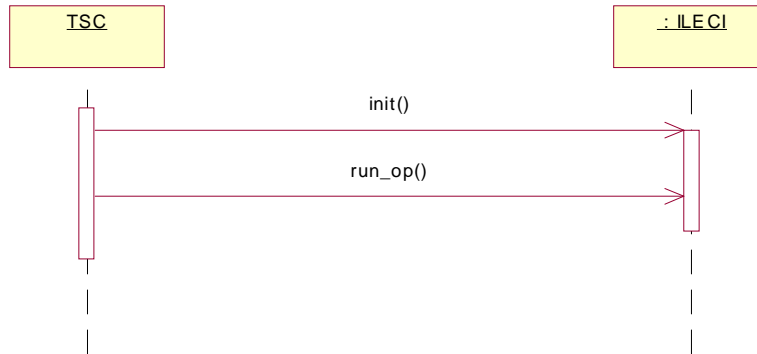 TSC
: ILECI
init()
run_op()